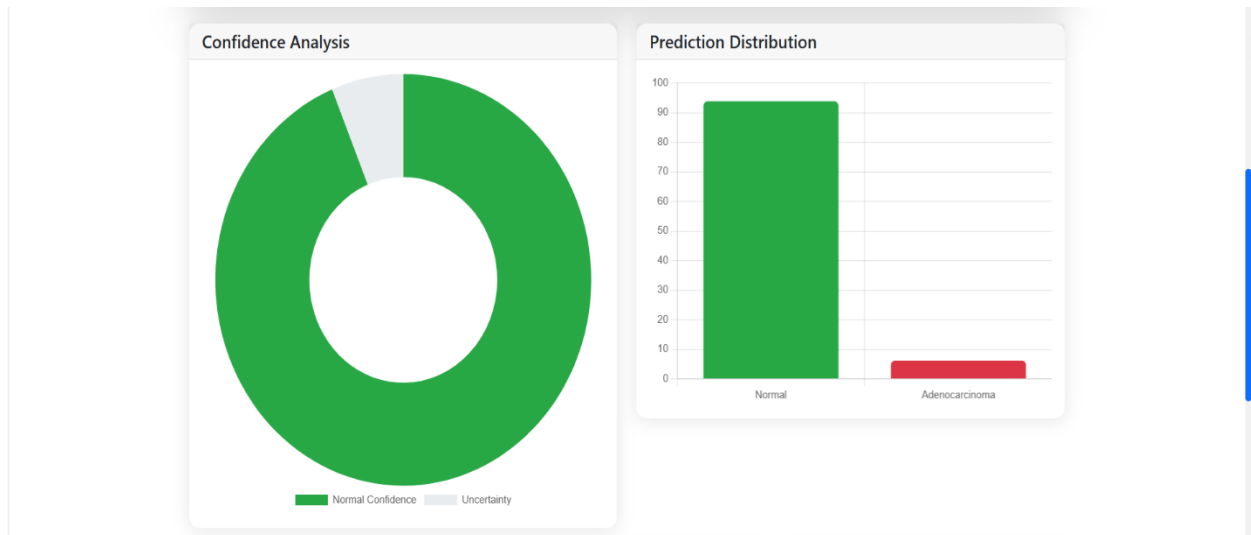 Confidence Analysis
Normal Confidence Uncertainty
Prediction Distribution
100
90
80
70
60
50
40
30
20
10
0
Normal Adenocarcinoma